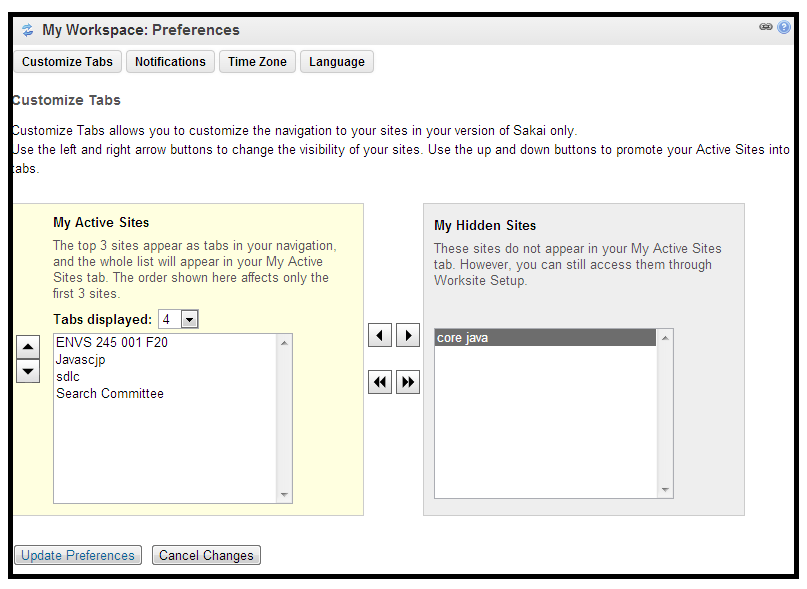 My Workspace: Preferences
Customize Tabs
Notifications
Time Zone
Language
Customize Tabs
Customize Tabs allows you to customize the navigation to your sites in your version of Sakai only.
Use the left and right arrow buttons to change the visibility of your sites. Use the up and down buttons to promote your Active Sites into
tabs.
My Active Sites
The top 3 sites appear as tabs in your navigation,
and the whole list will appear in your My Active
Sites tab. The order shown here affects only the
first 3 sites.
Tabs displayed: 4
ENVS 245 001 F20
Javascjp
sdlc
Search Committee
My Hidden Sites
These sites do not appear in your My Active Sites
tab. However, you can still access them through
Worksite Setup.
core java
Update Preferences
Cancel Changes